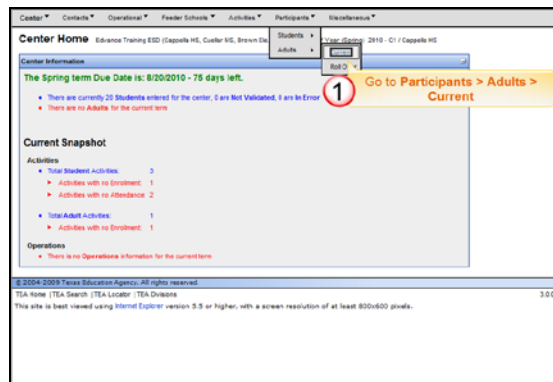 Center Contacts Operational Feeder Schools Activities Participants Miscellaneous
Students
Adults
Current
Center Home Edvance Training ESD (Cappella HS, Cuellar MS, Brown Ele Year (Spring) 2010 - C1 / Cappella HS
Center Information
The Spring term Due Date is: 8/20/2010 - 75 days left.
There are currently 20 Students entered for the center, 0 are Not Validated, 0 are In Error
There are no Adults for the current term
1 Go to Participants > Adults > Current
Current Snapshot
Activities
Total Student Activities: 3
Activities with no Enrolment: 1
Activities with no Attendance 2
Total Adult Activities: 1
Activities with no Enrolment: 1
Operations
There is no Operations information for the current term
© 2004-2009 Texas Education Agency. All rights reserved.
TEA Home | TEA Search | TEA Locator | TEA Divisions
3.0.0
This site is best viewed using Internet Explorer version 5.5 or higher, with a screen resolution of at least 800x600 pixels.